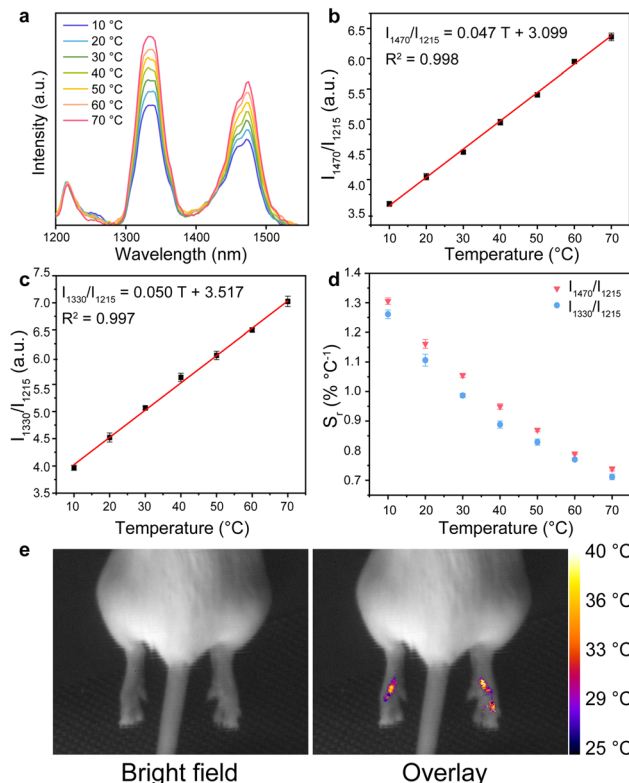 a
10 °C
20 °C
30 °C
40 °C
50 °C
60 °C
70 °C
Intensity (a.u.)
1200 1300 1400 1500
Wavelength (nm)
b
I1470/I1215 = 0.047 T + 3.099
R² = 0.998
I1470/I1215 (a.u.)
6.5
6.0
5.5
5.0
4.5
4.0
3.5
10 20 30 40 50 60 70
Temperature (°C)
c
I1330/I1215 = 0.050 T + 3.517
R² = 0.997
I1330/I1215 (a.u.)
7.5
7.0
6.5
6.0
5.5
5.0
4.5
4.0
3.5
10 20 30 40 50 60 70
Temperature (°C)
d
I1470/I1215
I1330/I1215
Sr (% °C⁻¹)
1.4
1.3
1.2
1.1
1.0
0.9
0.8
0.7
10 20 30 40 50 60 70
Temperature (°C)
e
40 °C
36 °C
33 °C
29 °C
25 °C
Bright field
Overlay